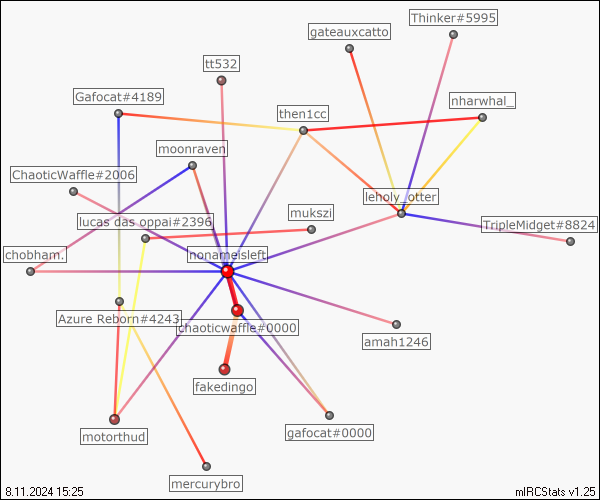 Thinker#5995
gateauxcatto
tt532
Gafocat#4189
nharwhal_
then1cc
moonraven
ChaoticWaffle#2006
leholy_otter
mukszi
lucas das oppai#2396
TripleMidget#8824
chobham.
nonameisleft
Azure Reborn#4243
chaoticwaffle#0000
amah1246
fakedingo
motorthud
gafocat#0000
mercurybro
8.11.2024 15:25
mIRCStats v1.25